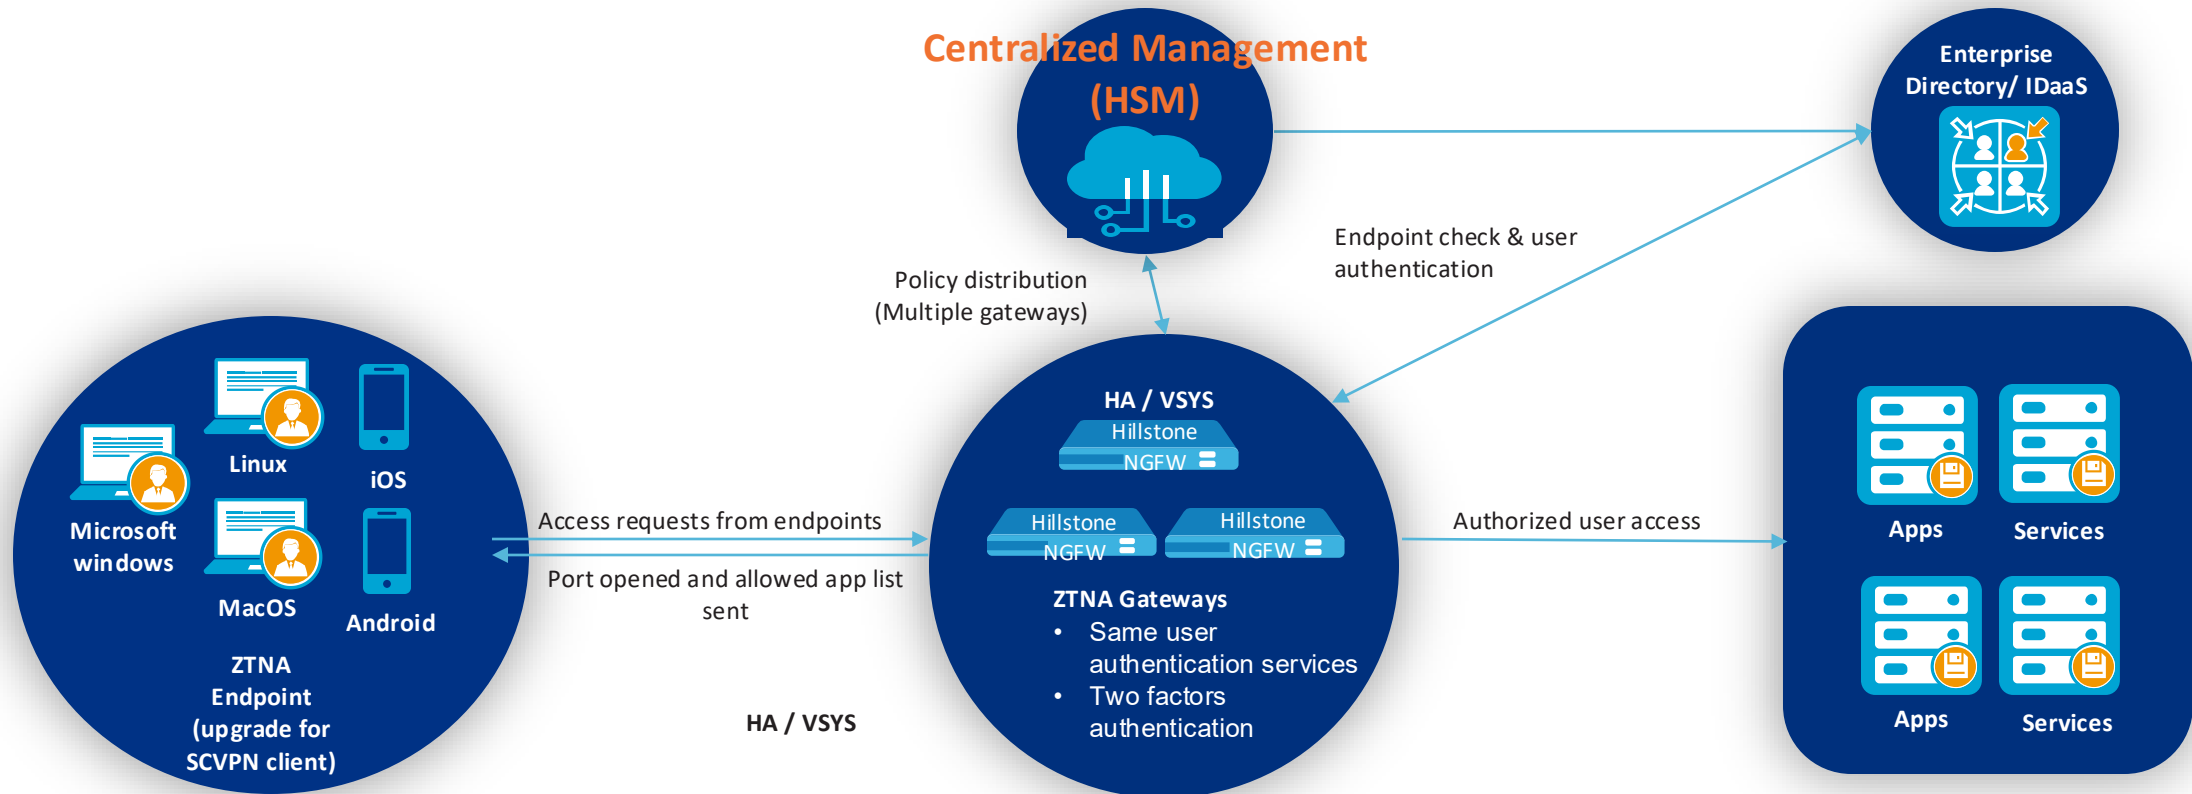 Centralized Management
(HSM)
Enterprise
Directory/ IDaaS
Endpoint check & user
authentication
Policy distribution
(Multiple gateways)
Linux
iOS
Microsoft
windows
MacOS
Android
ZTNA
Endpoint
(upgrade for
SCVPN client)
Access requests from endpoints
Port opened and allowed app list
sent
HA / VSYS
HA / VSYS
Hillstone
NGFW
Hillstone
NGFW
Hillstone
NGFW
ZTNA Gateways
• Same user
authentication services
• Two factors
authentication
Authorized user access
Apps
Services
Apps
Services